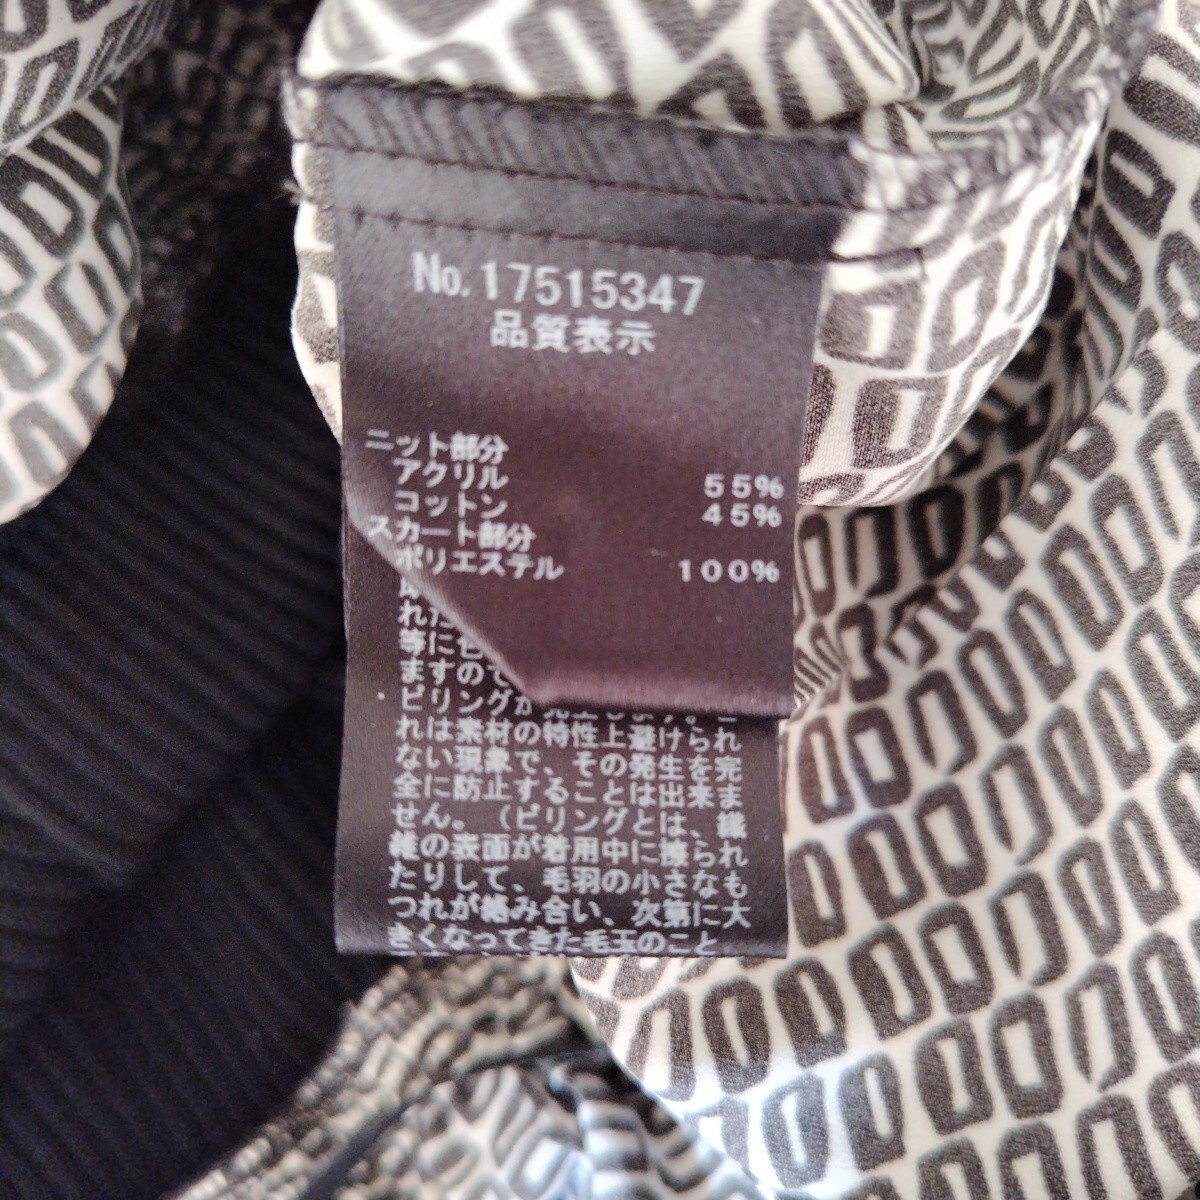 No.17515347
品質表示
ニット部分
アクリル 55%
コットン 45%
スカート部分
ポリエステル 100%
れた
等に
ますので
ピリングが発生します。こ
れは素材の特性上避けられ
ない現象で、その発生を完
全に防止することは出来ま
せん。（ピリングとは、繊
維の表面が着用中に擦られ
たりして、毛羽の小さなも
つれが絡み合い、次第に大
きくなってきた毛玉のこと